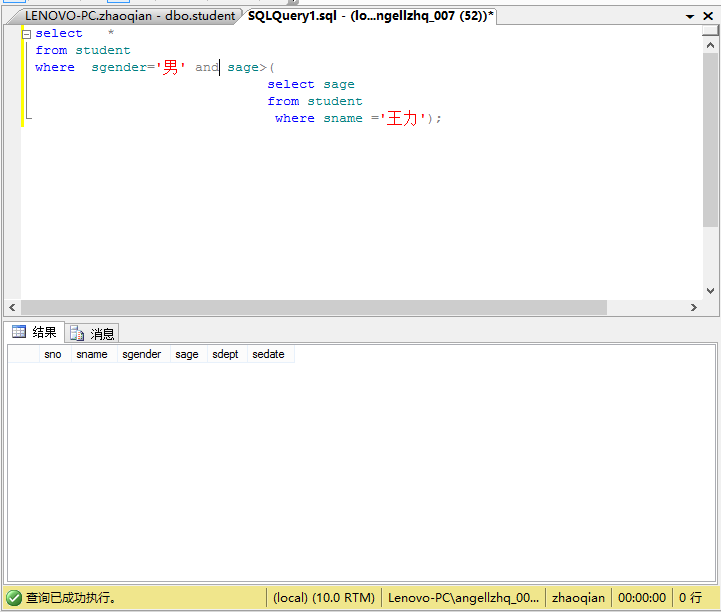 LENOVO-PC.zhaoqian - dbo.student SQLQuery1.sql - (lo...ngellzhq_007 (52))*
select *
from student
where sgender='男' and sage>(
select sage
from student
where sname ='王力');
结果 消息
sno sname sgender sage sdept sedate
查询已成功执行。 (local) (10.0 RTM) Lenovo-PC\angellzhq_00... zhaoqian 00:00:00 0 行